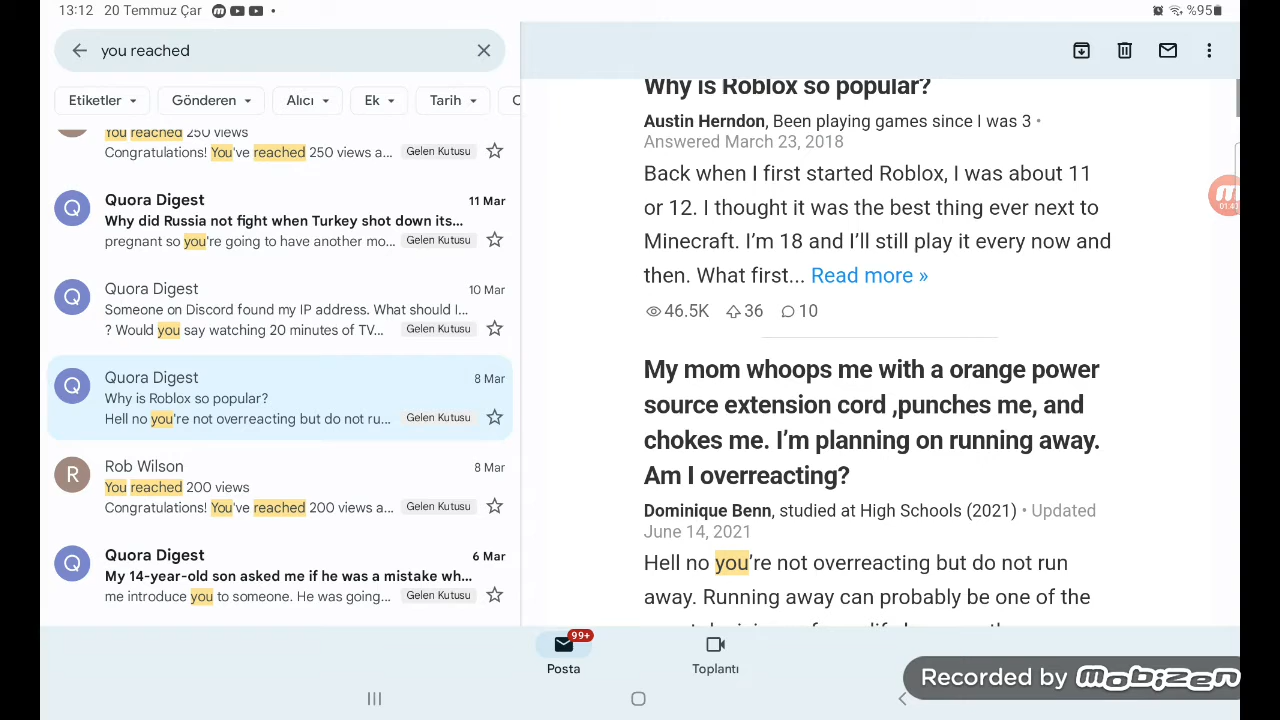 13:12 20 Temmuz Çar
%95
you reached
Etiketler
Gönderen
Alıcı
Ek
Tarih
You reached 250 views
Congratulations! You've reached 250 views a...
Gelen Kutusu
Q
Quora Digest
11 Mar
Why did Russia not fight when Turkey shot down its...
pregnant so you're going to have another mo...
Gelen Kutusu
Q
Quora Digest
10 Mar
Someone on Discord found my IP address. What should I...
? Would you say watching 20 minutes of TV...
Gelen Kutusu
Q
Quora Digest
8 Mar
Why is Roblox so popular?
Hell no you're not overreacting but do not ru...
Gelen Kutusu
R
Rob Wilson
8 Mar
You reached 200 views
Congratulations! You've reached 200 views a...
Gelen Kutusu
Q
Quora Digest
6 Mar
My 14-year-old son asked me if he was a mistake wh...
me introduce you to someone. He was going...
Gelen Kutusu
Why is Roblox so popular?
Austin Herndon, Been playing games since I was 3 •
Answered March 23, 2018
Back when I first started Roblox, I was about 11
or 12. I thought it was the best thing ever next to
Minecraft. I’m 18 and I’ll still play it every now and
then. What first... Read more »
46.5K 36 10
My mom whoops me with a orange power
source extension cord ,punches me, and
chokes me. I’m planning on running away.
Am I overreacting?
Dominique Benn, studied at High Schools (2021) • Updated
June 14, 2021
Hell no you’re not overreacting but do not run
away. Running away can probably be one of the
99+
Posta
Toplantı
Recorded by mobizen